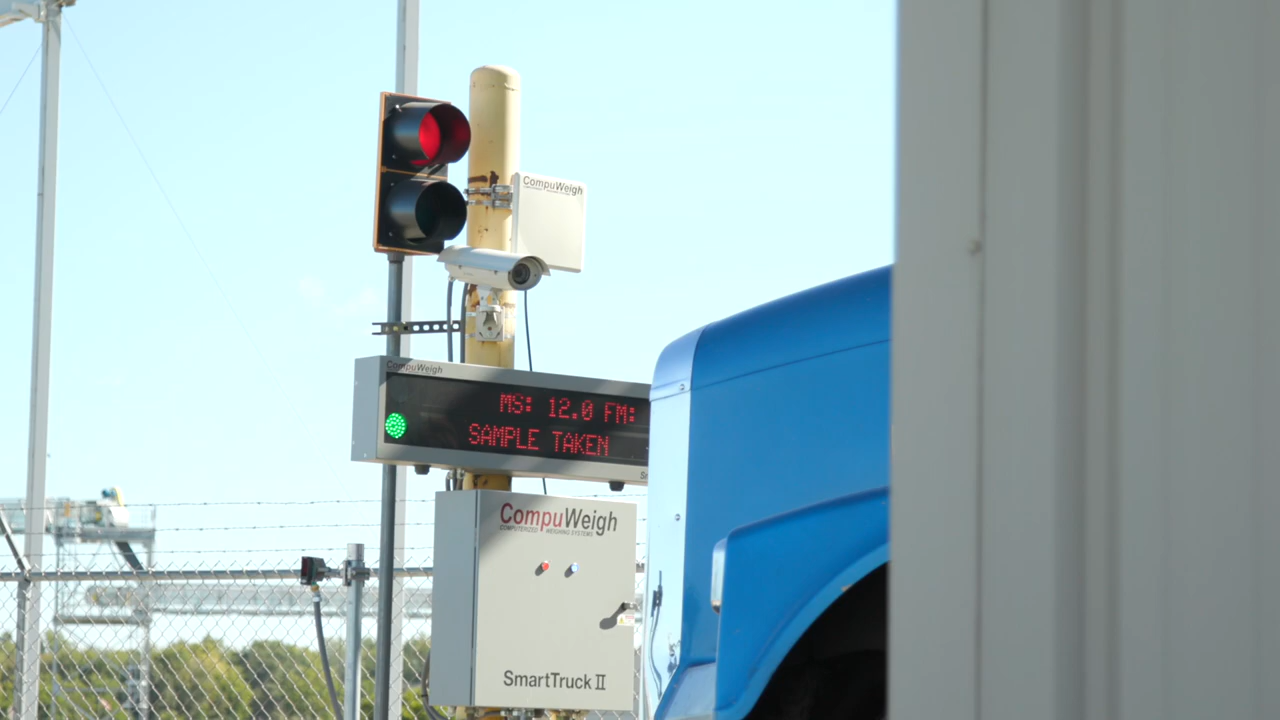 CompuWeigh
CompuWeigh
MS: 12.0 FM:
SAMPLE TAKEN
CompuWeigh
COMPUTERIZED WEIGHING SYSTEMS
SmartTruck II